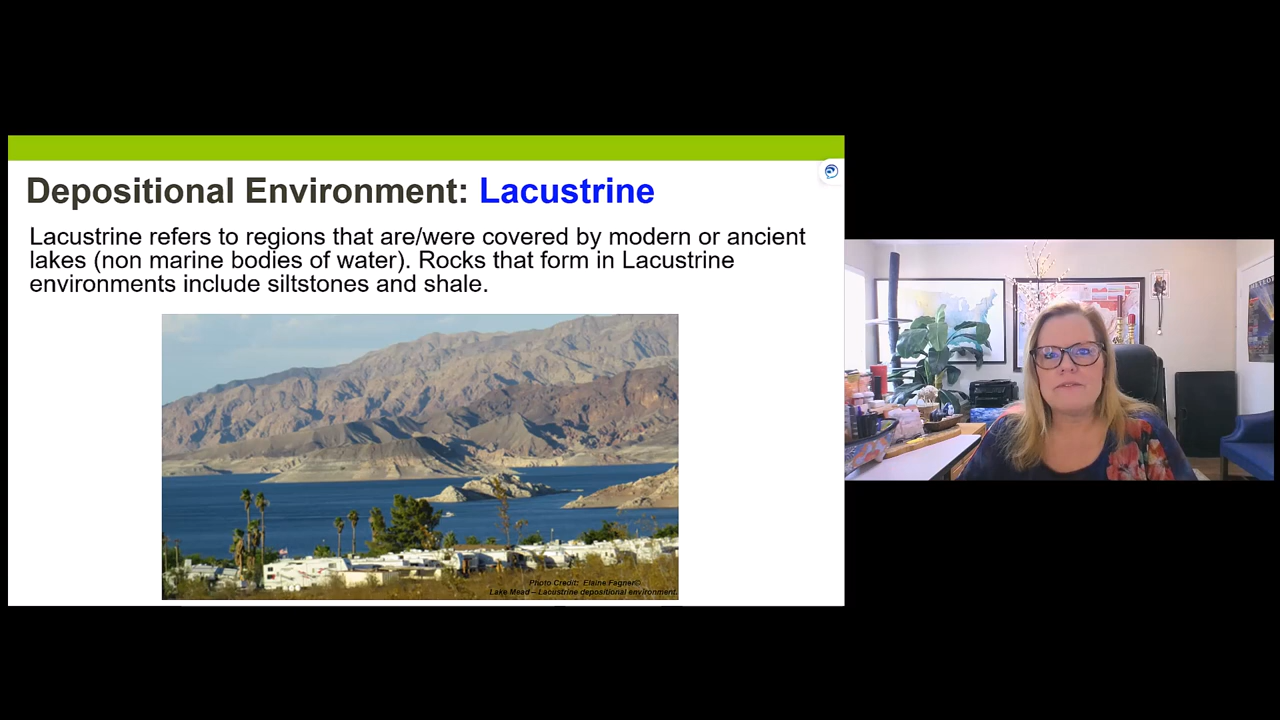 Depositional Environment: Lacustrine
Lacustrine refers to regions that are/were covered by modern or ancient
lakes (non marine bodies of water). Rocks that form in Lacustrine
environments include siltstones and shale.
Photo Credit: Elaine Fagner©
Lake Mead – Lacustrine depositional environment.